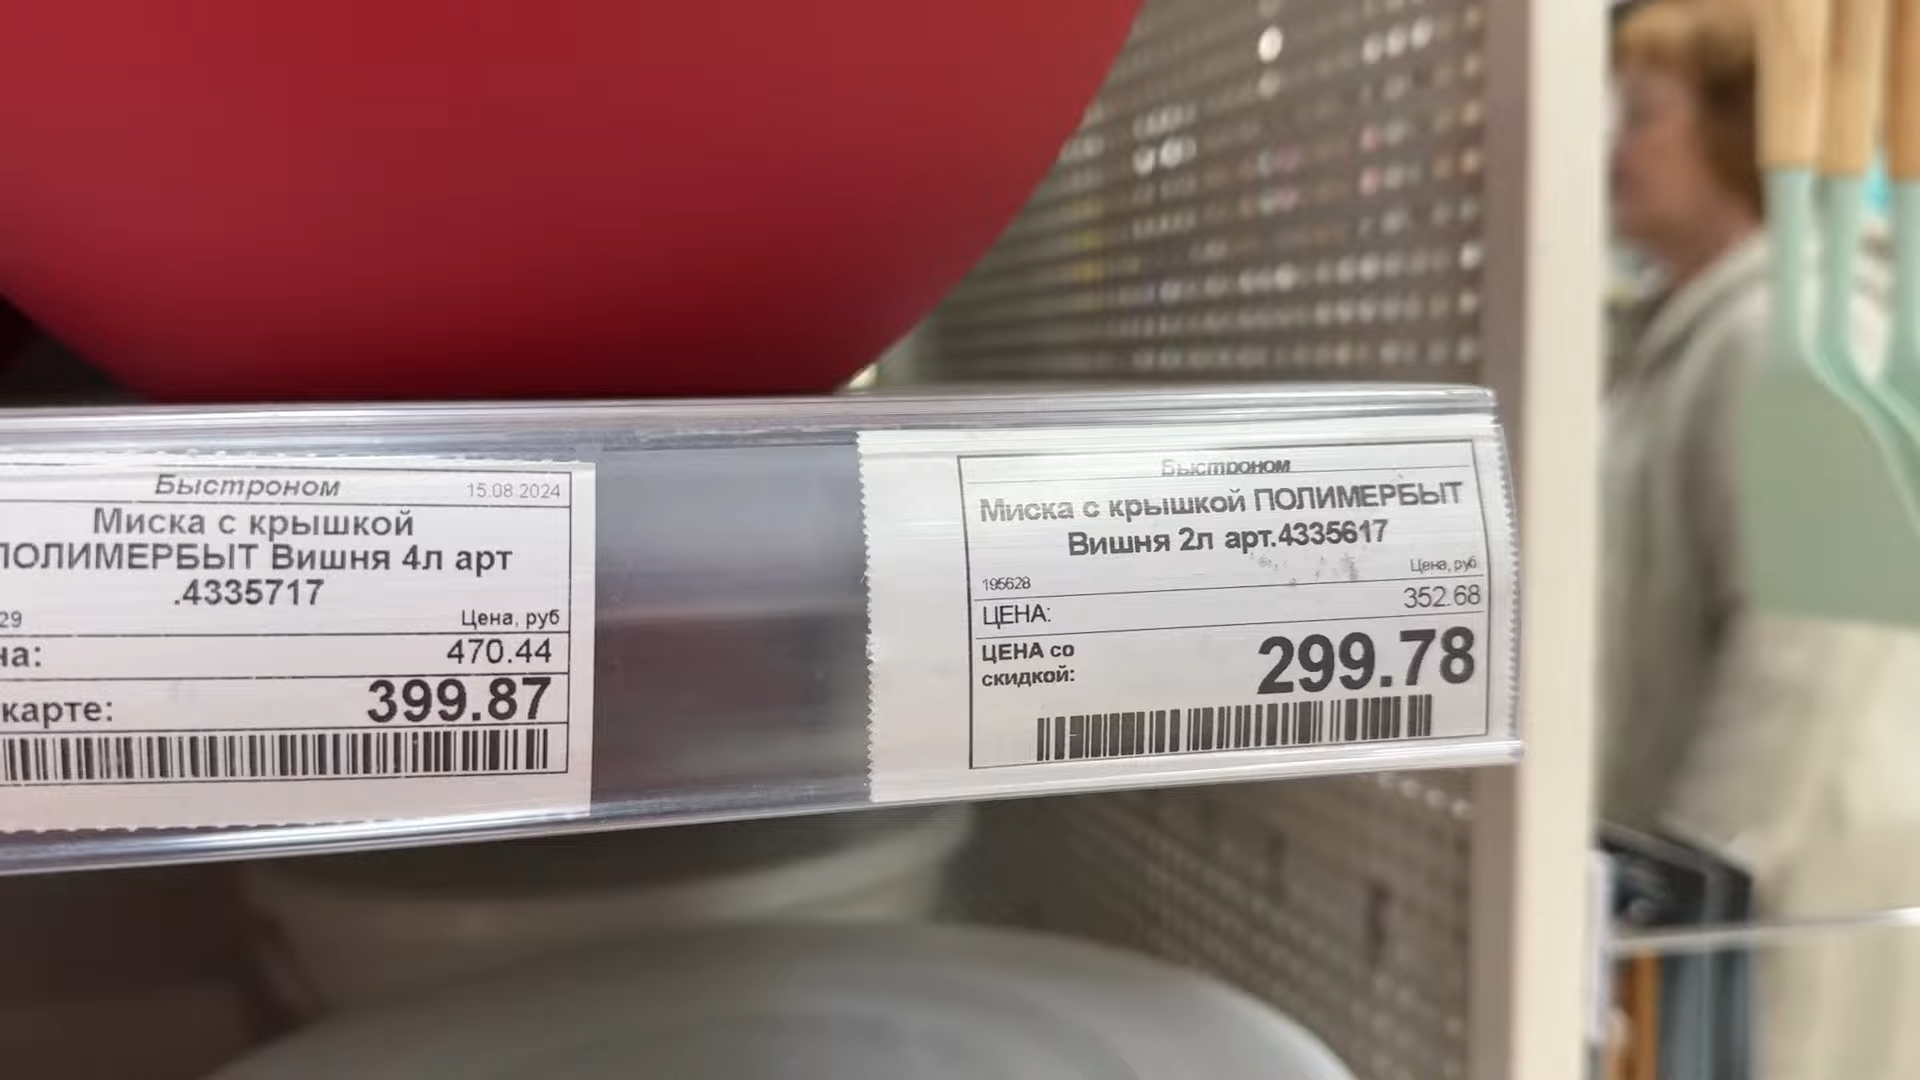 Быстроном 15.08.2024
Миска с крышкой
ПОЛИМЕРБЫТ Вишня 4л арт
.4335717
29 Цена, руб
на: 470.44
карте: 399.87
Быстроном
Миска с крышкой ПОЛИМЕРБЫТ
Вишня 2л арт.4335617
195628 Цена, руб
ЦЕНА: 352.68
ЦЕНА со
скидкой: 299.78